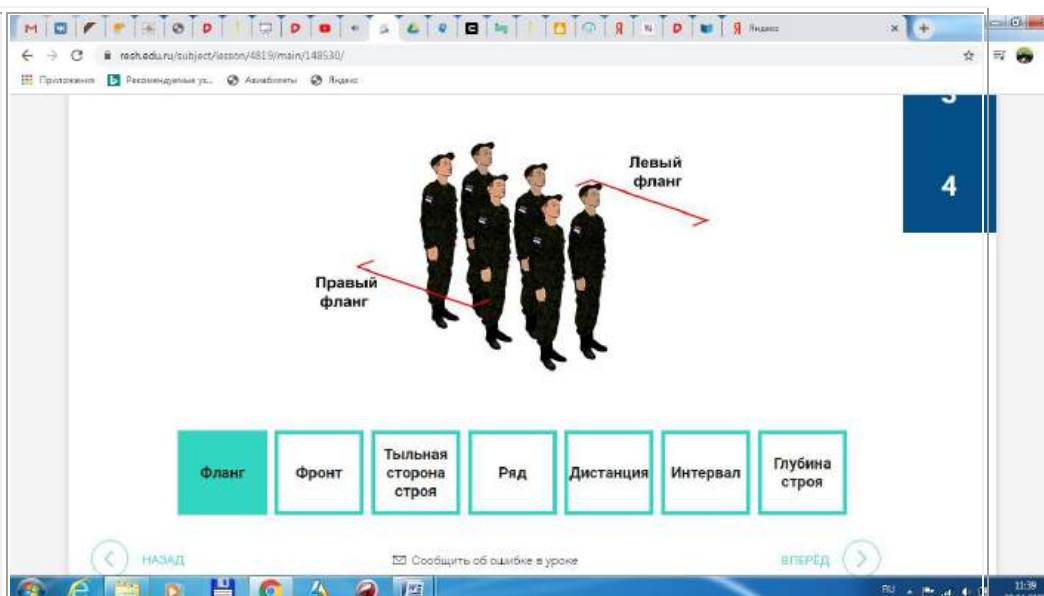 Яндекс
resh.edu.ru/subject/lesson/4819/main/148530/
Приложения
Рекомендуемые уз...
Авиабилеты
Яндекс
3
4
Левый
фланг
Правый
фланг
Фланг
Фронт
Тыльная
сторона
строя
Ряд
Дистанция
Интервал
Глубина
строя
НАЗАД
Сообщить об ошибке в уроке
ВПЕРЁД
RU
11:39